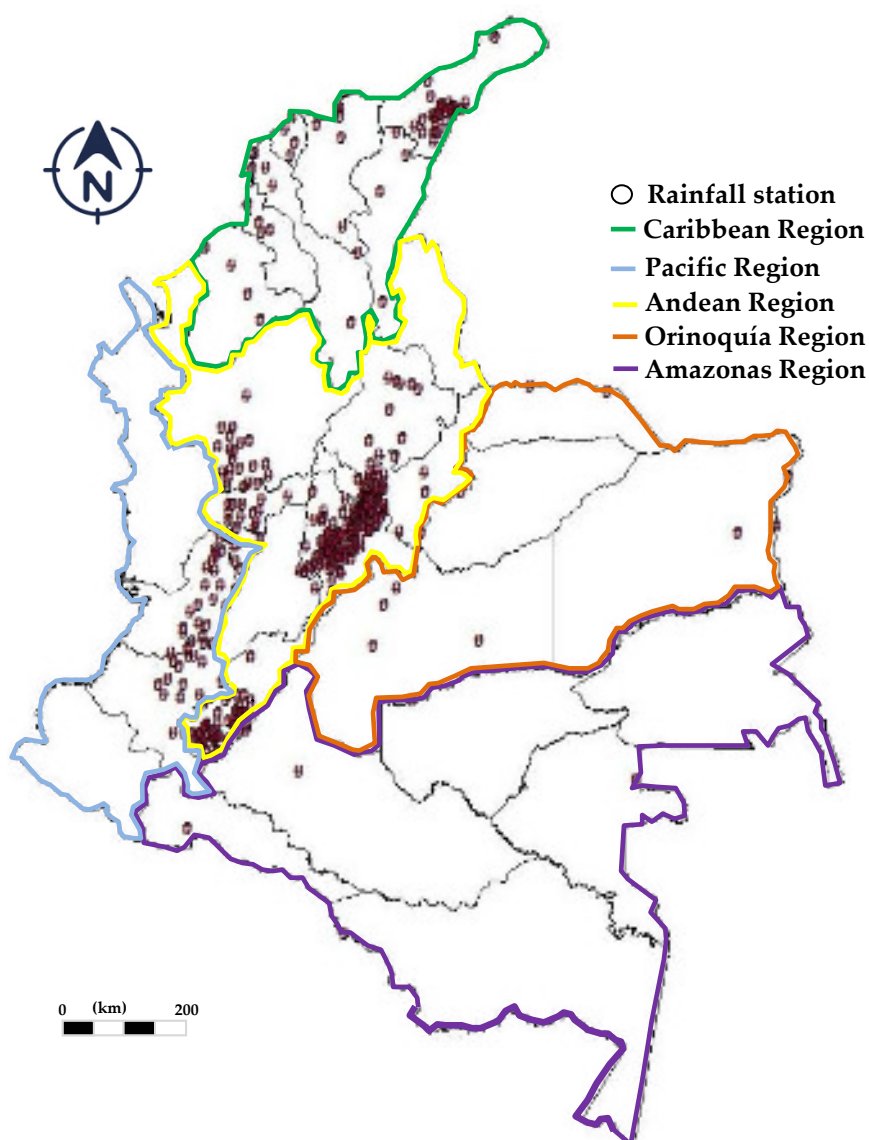 N
Rainfall station
Caribbean Region
Pacific Region
Andean Region
Orinoquía Region
Amazonas Region
0 (km) 200